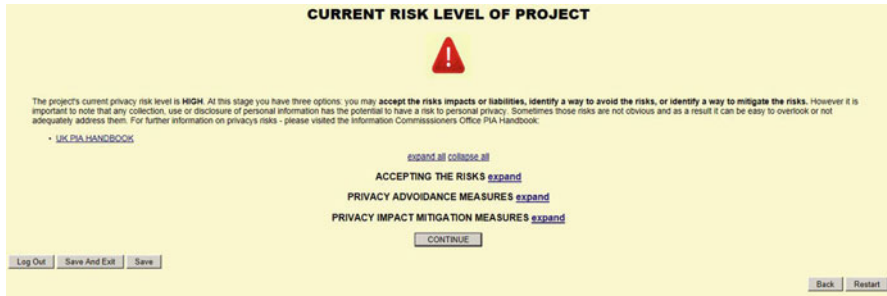 CURRENT RISK LEVEL OF PROJECT
!
The project's current privacy risk level is HIGH. At this stage you have three options: you may accept the risks impacts or liabilities, identify a way to avoid the risks, or identify a way to mitigate the risks. However it is
important to note that any collection, use or disclosure of personal information has the potential to have a risk to personal privacy. Sometimes those risks are not obvious and as a result it can be easy to overlook or not
adequately address them. For further information on privacys risks - please visited the Information Commisssioners Office PIA Handbook:
• UK PIA HANDBOOK
expand all collapse all
ACCEPTING THE RISKS expand
PRIVACY ADVOIDANCE MEASURES expand
PRIVACY IMPACT MITIGATION MEASURES expand
CONTINUE
Log Out Save And Exit Save
Back Restart